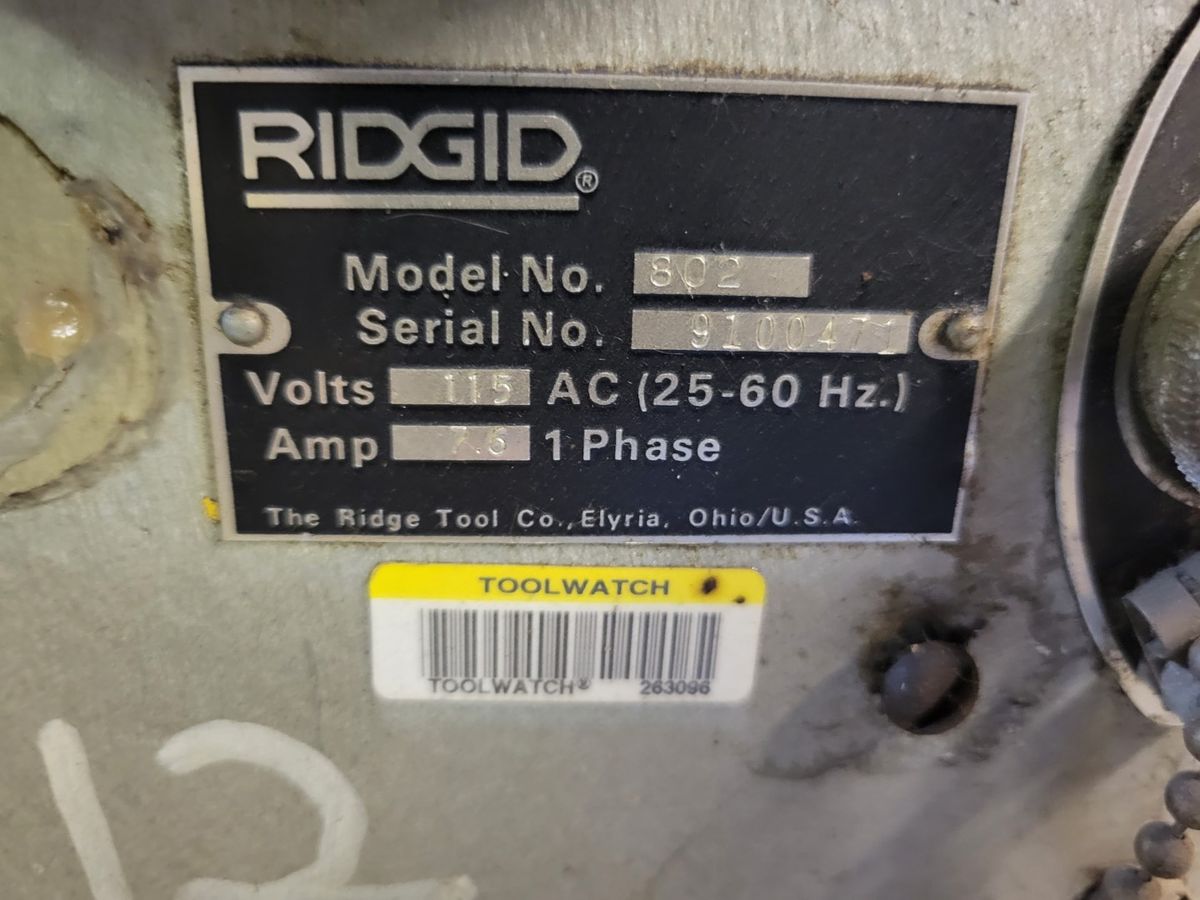 RIDGID®
Model No. 802
Serial No. 9100471
Volts 115 AC (25-60 Hz.)
Amp 7.6 1 Phase
The Ridge Tool Co., Elyria, Ohio/U.S.A.
TOOLWATCH
TOOLWATCH® 263096
12